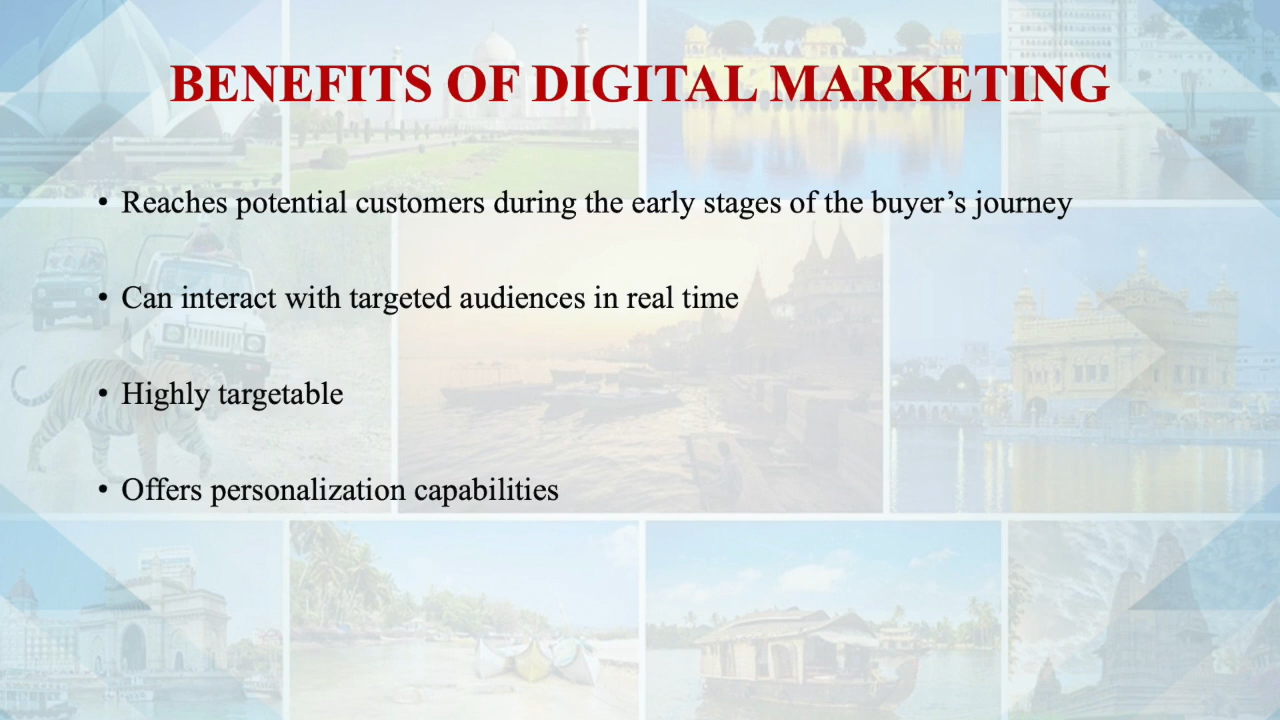 BENEFITS OF DIGITAL MARKETING
• Reaches potential customers during the early stages of the buyer’s journey
• Can interact with targeted audiences in real time
• Highly targetable
• Offers personalization capabilities